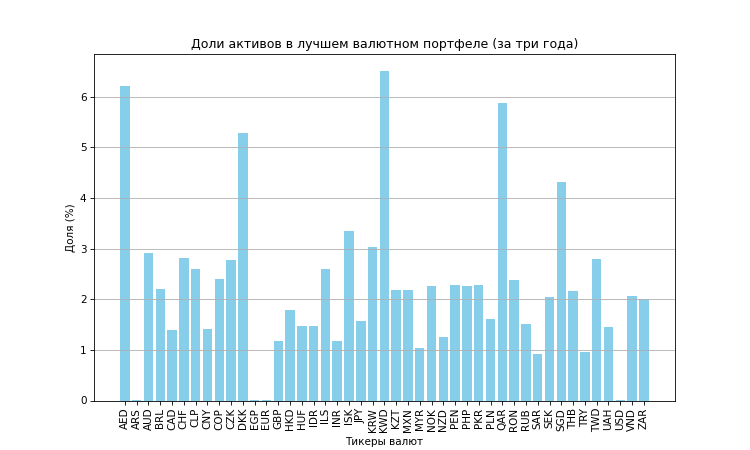 Доли активов в лучшем валютном портфеле (за три года)
Доля (%)
6
5
4
3
2
1
0
AED ARS AUD BRL CAD CHF CLP CNY COP CZK DKK EGP EUR GBP HKD HUF IDR ILS INR ISK JPY KRW KWD KZT MXN MYR NOK NZD PEN PHP PKR PLN QAR RON RUB SAR SEK SGD THB TRY TWD UAH USD VND ZAR
Тикеры валют